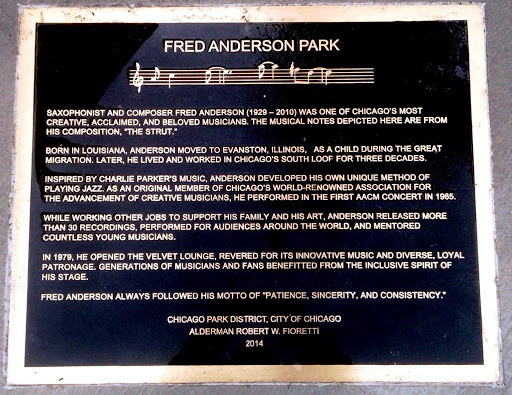 FRED ANDERSON PARK
SAXOPHONIST AND COMPOSER FRED ANDERSON (1929 – 2010) WAS ONE OF CHICAGO'S MOST
CREATIVE, ACCLAIMED, AND BELOVED MUSICIANS. THE MUSICAL NOTES DEPICTED HERE ARE FROM
HIS COMPOSITION, "THE STRUT."
BORN IN LOUISIANA, ANDERSON MOVED TO EVANSTON, ILLINOIS, AS A CHILD DURING THE GREAT
MIGRATION. LATER, HE LIVED AND WORKED IN CHICAGO'S SOUTH LOOF FOR THREE DECADES.
INSPIRED BY CHARLIE PARKER'S MUSIC, ANDERSON DEVELOPED HIS OWN UNIQUE METHOD OF
PLAYING JAZZ. AS AN ORIGINAL MEMBER OF CHICAGO'S WORLD-RENOWNED ASSOCIATION FOR
THE ADVANCEMENT OF CREATIVE MUSICIANS, HE PERFORMED IN THE FIRST AACM CONCERT IN 1965.
WHILE WORKING OTHER JOBS TO SUPPORT HIS FAMILY AND HIS ART, ANDERSON RELEASED MORE
THAN 30 RECORDINGS, PERFORMED FOR AUDIENCES AROUND THE WORLD, AND MENTORED
COUNTLESS YOUNG MUSICIANS.
IN 1979, HE OPENED THE VELVET LOUNGE, REVERED FOR ITS INNOVATIVE MUSIC AND DIVERSE, LOYAL
PATRONAGE. GENERATIONS OF MUSICIANS AND FANS BENEFITTED FROM THE INCLUSIVE SPIRIT OF
HIS STAGE.
FRED ANDERSON ALWAYS FOLLOWED HIS MOTTO OF "PATIENCE, SINCERITY, AND CONSISTENCY."
CHICAGO PARK DISTRICT, CITY OF CHICAGO
ALDERMAN ROBERT W. FIORETTI
2014